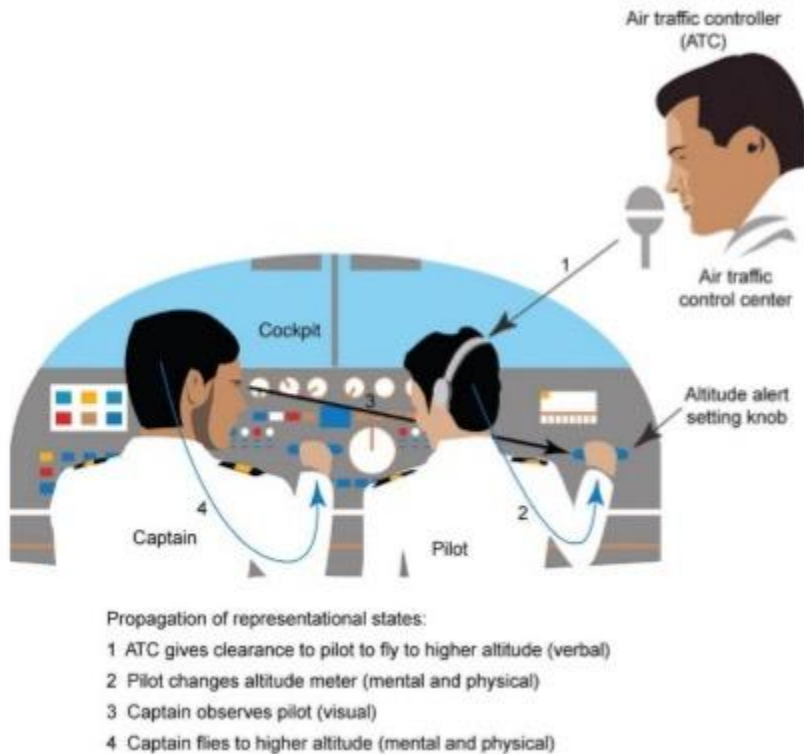 Air traffic controller
(ATC)
1
Air traffic
control center
Cockpit
3
Altitude alert
setting knob
4
2
Captain
Pilot
Propagation of representational states:
1 ATC gives clearance to pilot to fly to higher altitude (verbal)
2 Pilot changes altitude meter (mental and physical)
3 Captain observes pilot (visual)
4 Captain flies to higher altitude (mental and physical)